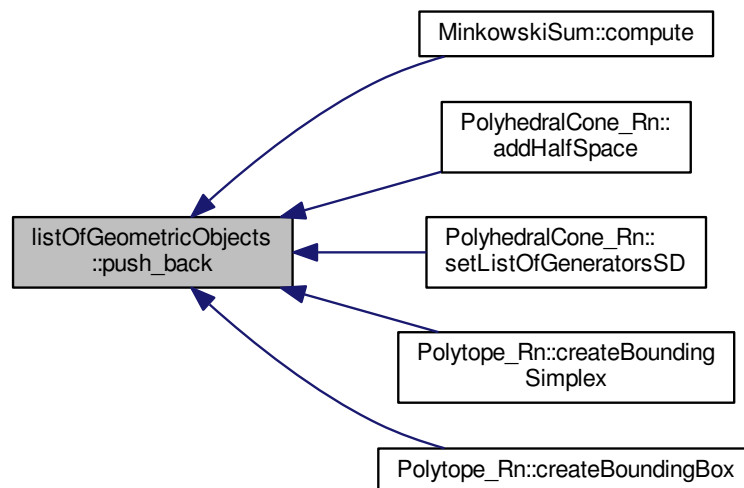 MinkowskiSum::compute
PolyhedralCone_Rn::
addHalfSpace
listOfGeometricObjects
::push_back
PolyhedralCone_Rn::
setListOfGeneratorsSD
Polytope_Rn::createBounding
Simplex
Polytope_Rn::createBoundingBox